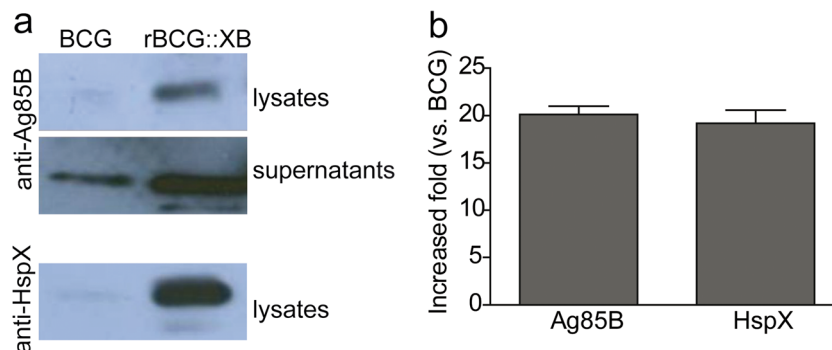 a
BCG rBCG::XB
anti-Ag85B
lysates
supernatants
anti-HspX
lysates
b
Increased fold (vs. BCG)
25
20
15
10
5
0
Ag85B HspX